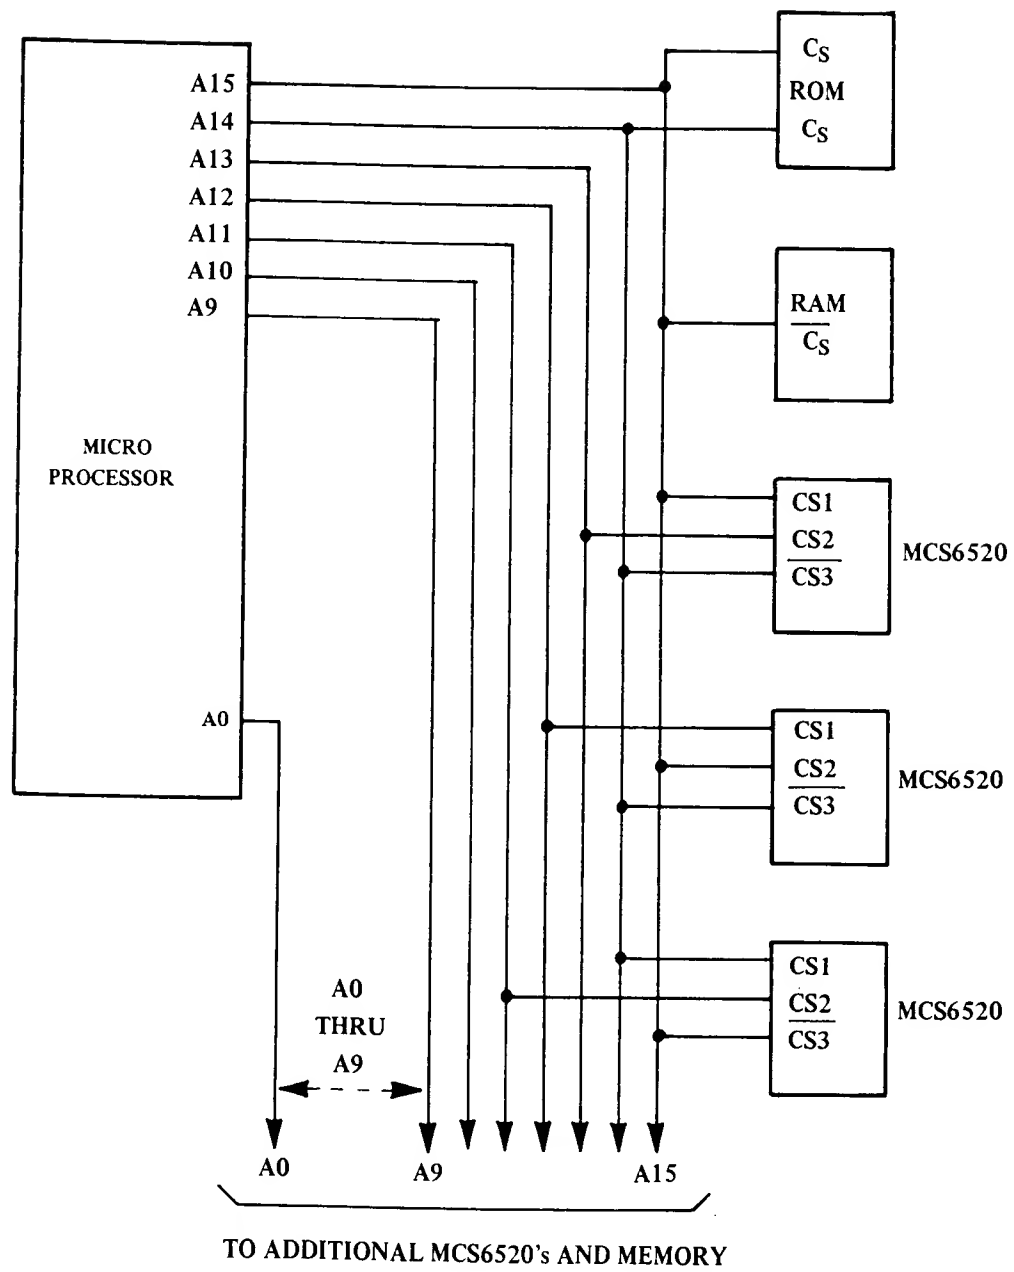 A15
A14
A13
A12
A11
A10
A9
MICRO
PROCESSOR
A0
CS
ROM
CS
RAM
CS
CS1
CS2
CS3
MCS6520
CS1
CS2
CS3
MCS6520
CS1
CS2
CS3
MCS6520
A0
THRU
A9
A0 A9 A15
TO ADDITIONAL MCS6520's AND MEMORY